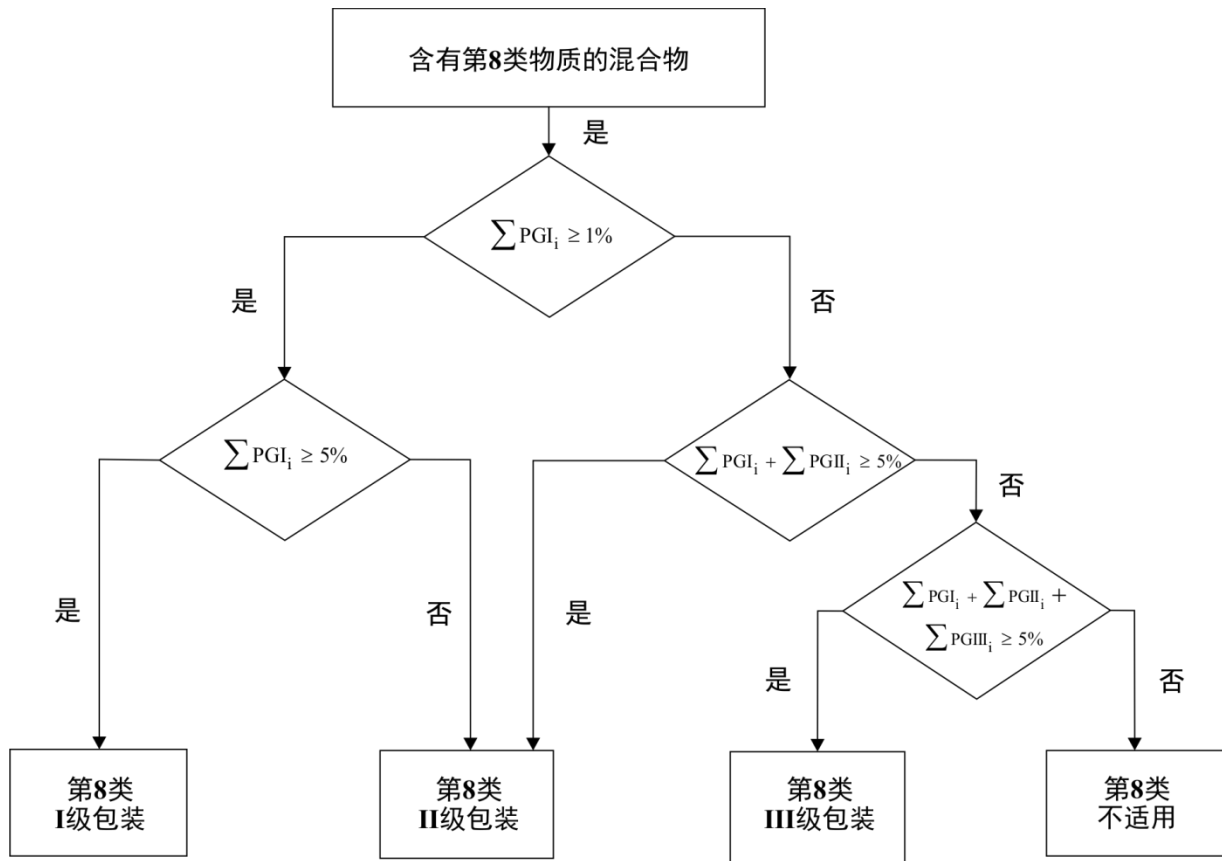 含有第8类物质的混合物
是
∑PGIᵢ ≥ 1%
是
否
∑PGIᵢ ≥ 5%
∑PGIᵢ + ∑PGIIᵢ ≥ 5%
否
∑PGIᵢ + ∑PGIIᵢ +
∑PGIIIᵢ ≥ 5%
是
否
是
是
否
第8类
I级包装
第8类
II级包装
第8类
III级包装
第8类
不适用